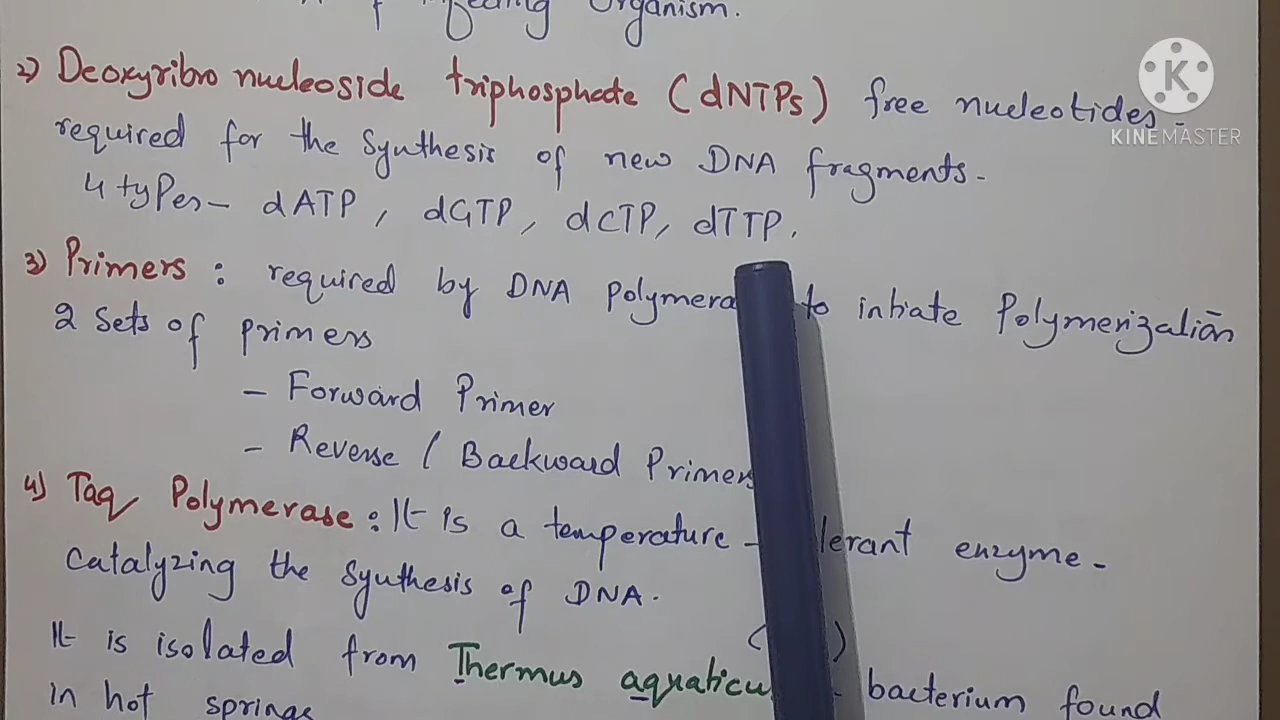 Organism.
2) Deoxyribro nucleoside triphosphate (dNTPs) free nucleotides -
required for the Synthesis of new DNA fragments -
4 types - dATP, dGTP, dCTP, dTTP.
3) Primers : required by DNA polymera to initiate Polymerization
2 Sets of primers
- Forward Primer
- Reverse / Backward Primers
4) Taq Polymerase : It is a temperature - lerant enzyme -
Catalyzing the Synthesis of DNA.
It is isolated from Thermus aquaticu bacterium found
in hot springs
K
KINEMASTER